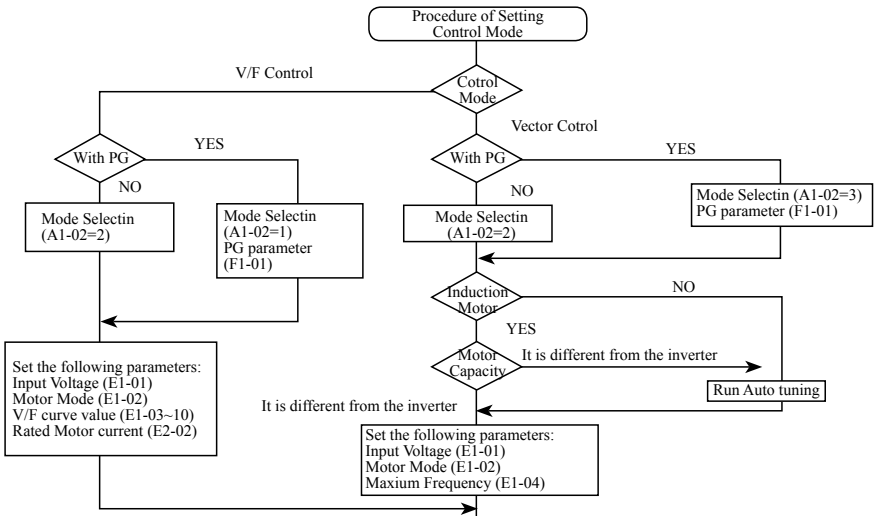 Procedure of Setting
Control Mode
V/F Control
Cotrol
Mode
Vector Cotrol
With PG
YES
NO
Mode Selectin
(A1-02=2)
Mode Selectin
(A1-02=1)
PG parameter
(F1-01)
With PG
YES
NO
Mode Selectin
(A1-02=2)
Mode Selectin (A1-02=3)
PG parameter (F1-01)
Induction
Motor
NO
YES
Motor
Capacity
It is different from the inverter
Run Auto tuning
It is different from the inverter
Set the following parameters:
Input Voltage (E1-01)
Motor Mode (E1-02)
V/F curve value (E1-03~10)
Rated Motor current (E2-02)
Set the following parameters:
Input Voltage (E1-01)
Motor Mode (E1-02)
Maxium Frequency (E1-04)